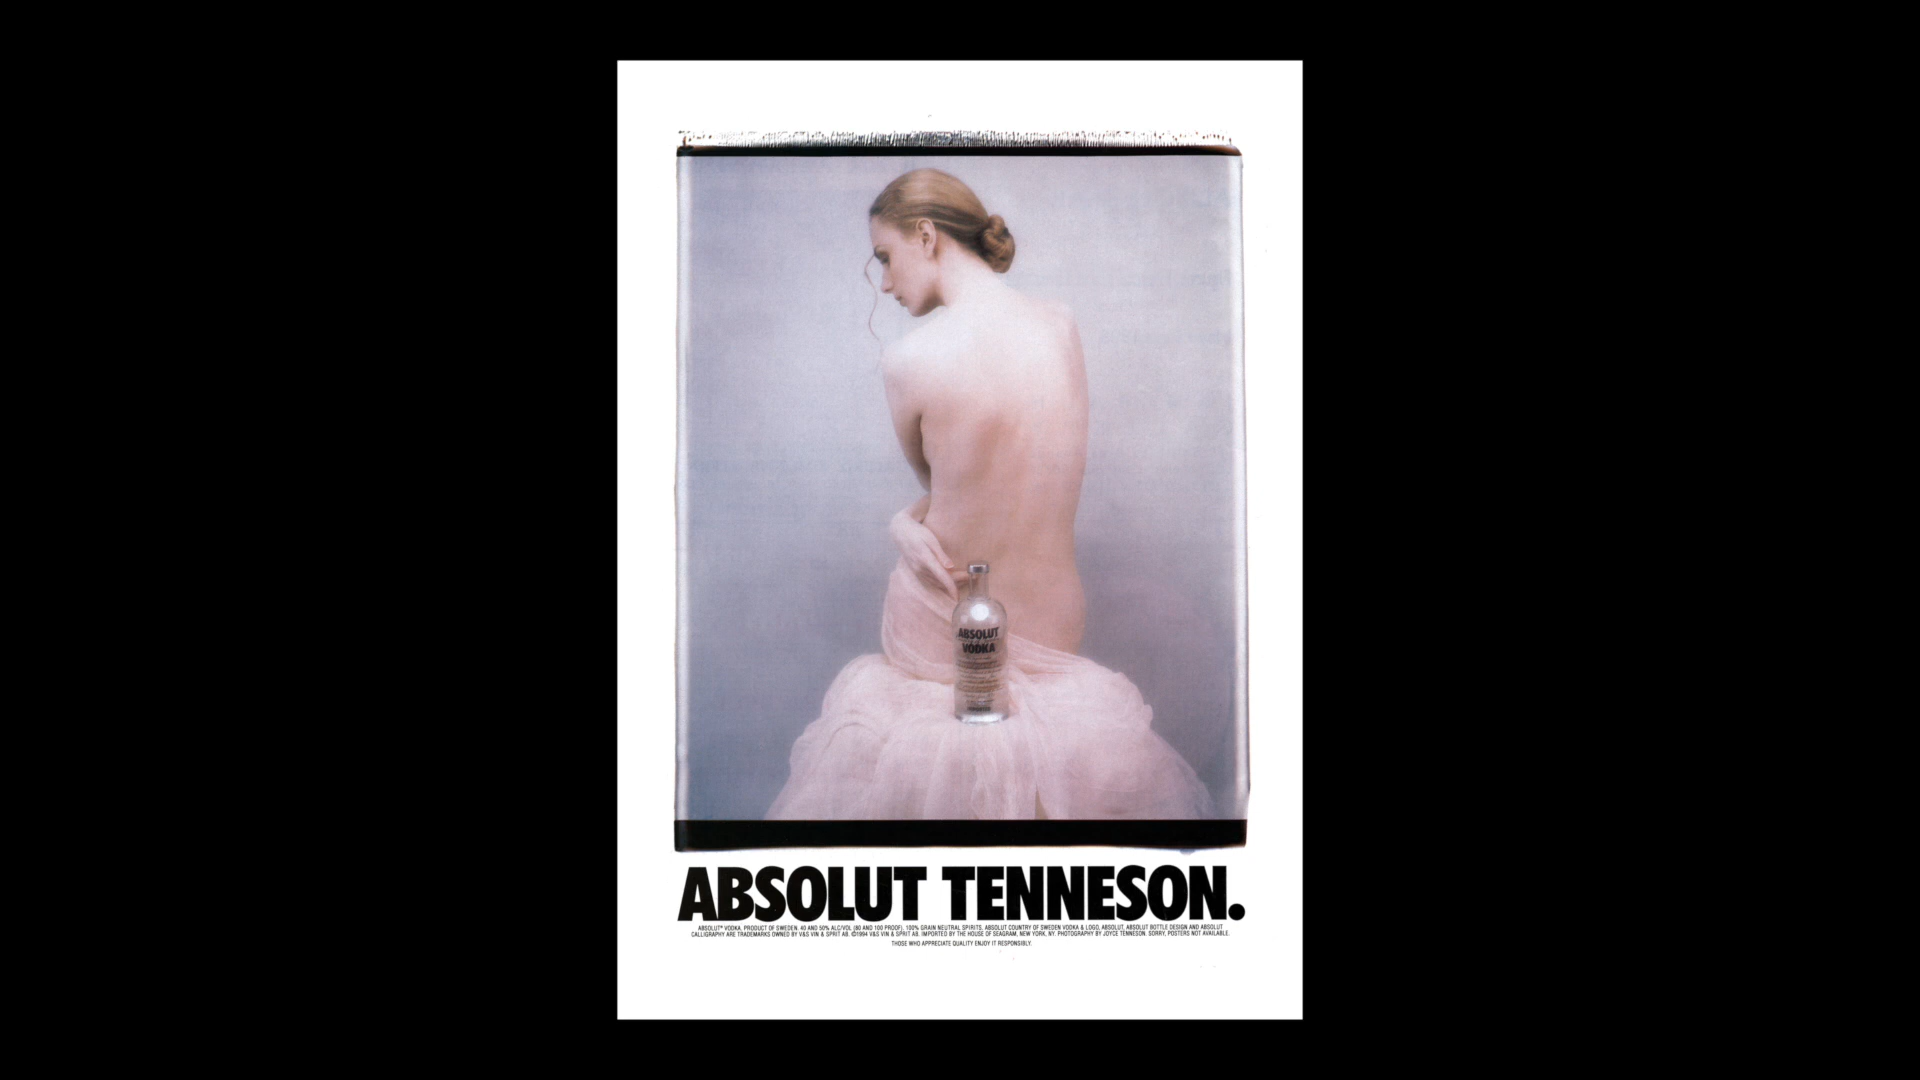 ABSOLUT
VODKA
ABSOLUT TENNESON.
ABSOLUT® VODKA. PRODUCT OF SWEDEN. 40 AND 50% ALC/VOL (80 AND 100 PROOF). 100% GRAIN NEUTRAL SPIRITS. ABSOLUT COUNTRY OF SWEDEN VODKA & LOGO, ABSOLUT, ABSOLUT BOTTLE DESIGN AND ABSOLUT
CALLIGRAPHY ARE TRADEMARKS OWNED BY V&S VIN & SPRIT AB. ©1994 V&S VIN & SPRIT AB. IMPORTED BY THE HOUSE OF SEAGRAM, NEW YORK, NY. PHOTOGRAPHY BY JOYCE TENNESON. SORRY, POSTERS NOT AVAILABLE.
THOSE WHO APPRECIATE QUALITY ENJOY IT RESPONSIBLY.